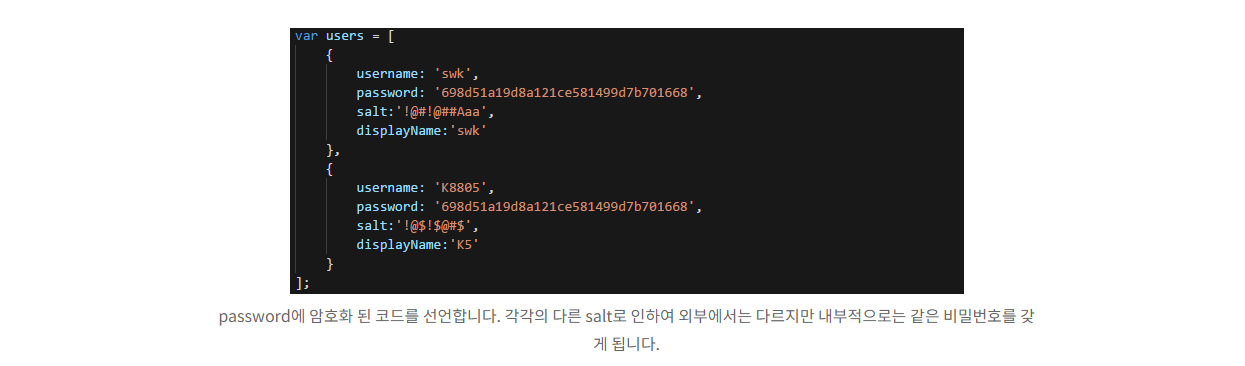 var users = [
{
username: 'swk',
password: '698d51a19d8a121ce581499d7b701668',
salt:'!@#!@##Aaa',
displayName:'swk'
},
{
username: 'K8805',
password: '698d51a19d8a121ce581499d7b701668',
salt:'!@$!$@#$',
displayName:'K5'
}
];
password에 암호화 된 코드를 선언합니다. 각각의 다른 salt로 인하여 외부에서는 다르지만 내부적으로는 같은 비밀번호를 갖
게 됩니다.